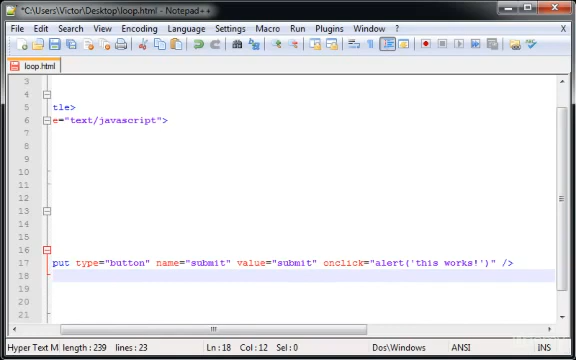 *C:\Users\Victor\Desktop\loop.html - Notepad++
File Edit Search View Encoding Language Settings Macro Run Plugins Window ? X
loop.html
3
4
5 tle>
6 e="text/javascript">
7
8
9
10
11
12
13
14
15
16
17 put type="button" name="submit" value="submit" onclick="alert('this works!')" />
18
19
20
21
Hyper Text M length : 239 lines : 23 Ln : 18 Col : 12 Sel : 0 Dos\Windows ANSI INS